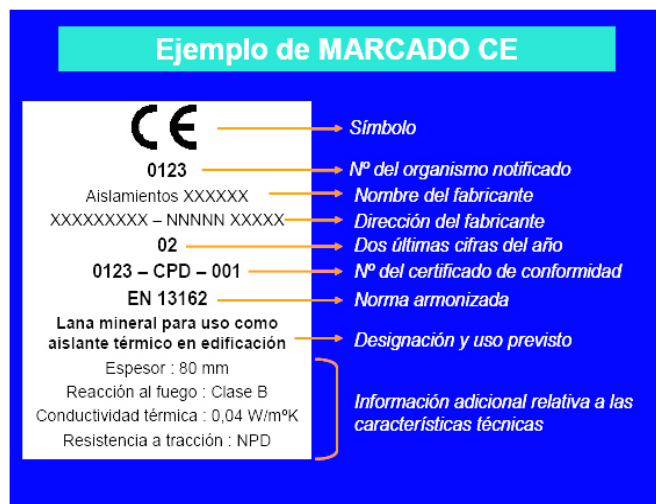 Ejemplo de MARCADO CE
CE
Símbolo
0123
Nº del organismo notificado
Aislamientos XXXXXX
Nombre del fabricante
XXXXXXXXX – NNNNN XXXXX
Dirección del fabricante
02
Dos últimas cifras del año
0123 – CPD – 001
Nº del certificado de conformidad
EN 13162
Norma armonizada
Lana mineral para uso como
aislante térmico en edificación
Designación y uso previsto
Espesor : 80 mm
Reacción al fuego : Clase B
Conductividad térmica : 0,04 W/mºK
Resistencia a tracción : NPD
Información adicional relativa a las
características técnicas